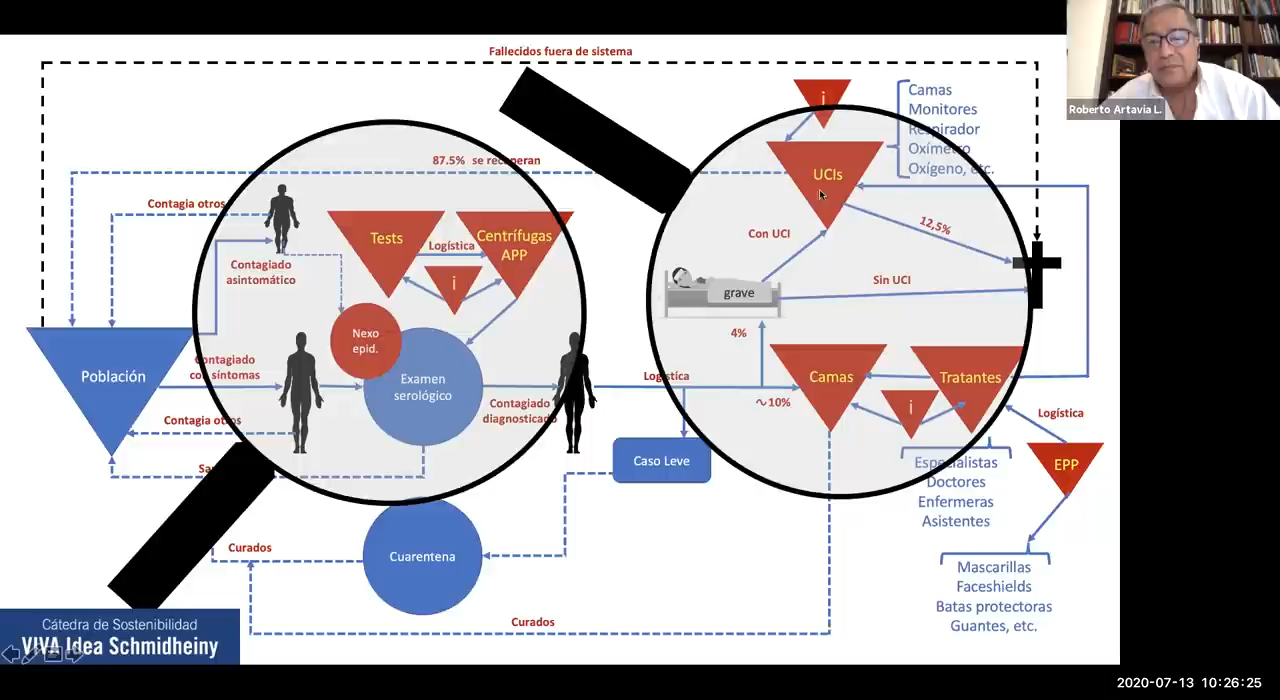 Fallecidos fuera de sistema
Roberto Artavia L.
i
Camas
Monitores
Respirador
Oxímetro
Oxígeno, etc.
87.5% se recuperan
UCIs
Contagia otros
Tests
Logística
Centrífugas
APP
i
Con UCI
12,5%
Contagiado
asintomático
Sin UCI
grave
Nexo
epid.
4%
Población
Contagiado
con síntomas
Examen
serológico
Logística
Camas
Tratantes
i
~10%
Contagiado
diagnosticado
Contagia otros
Logística
Caso Leve
EPP
Especialistas
Doctores
Enfermeras
Asistentes
Curados
Cuarentena
Mascarillas
Faceshields
Batas protectoras
Guantes, etc.
Curados
Cátedra de Sostenibilidad
VIVA Idea Schmidheiny
2020-07-13 10:26:25